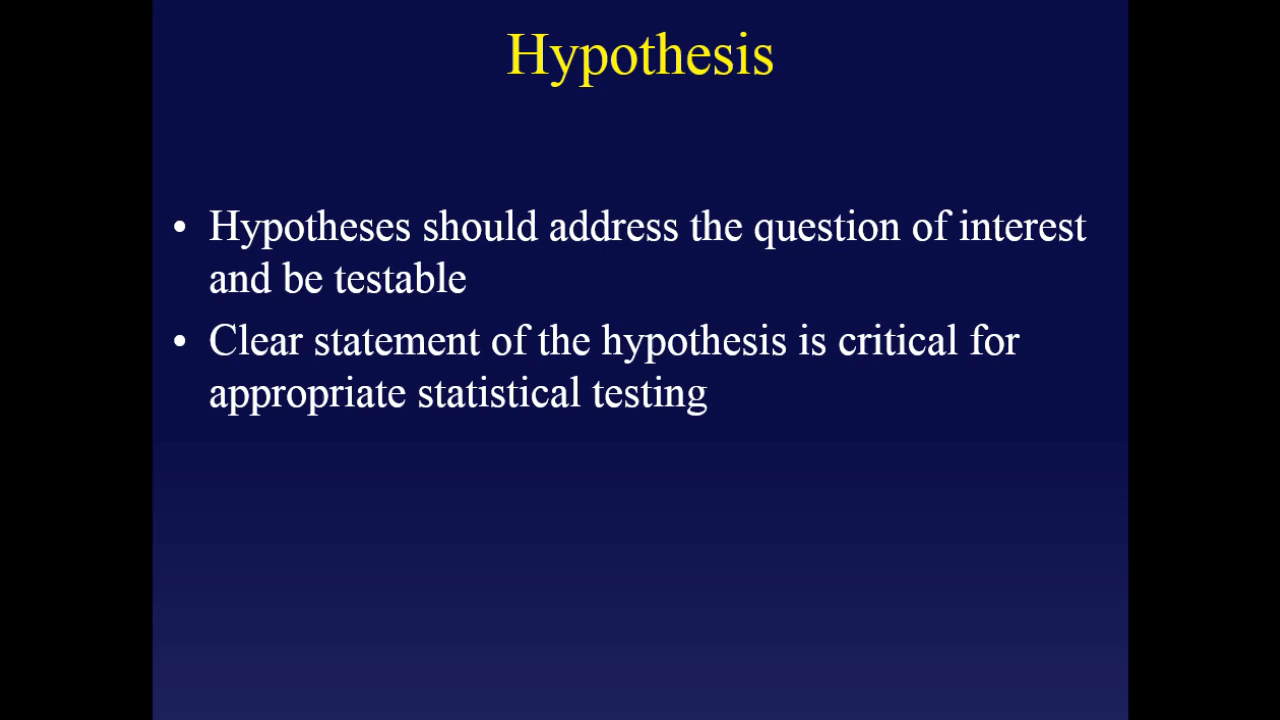 Hypothesis
• Hypotheses should address the question of interest
and be testable
• Clear statement of the hypothesis is critical for
appropriate statistical testing